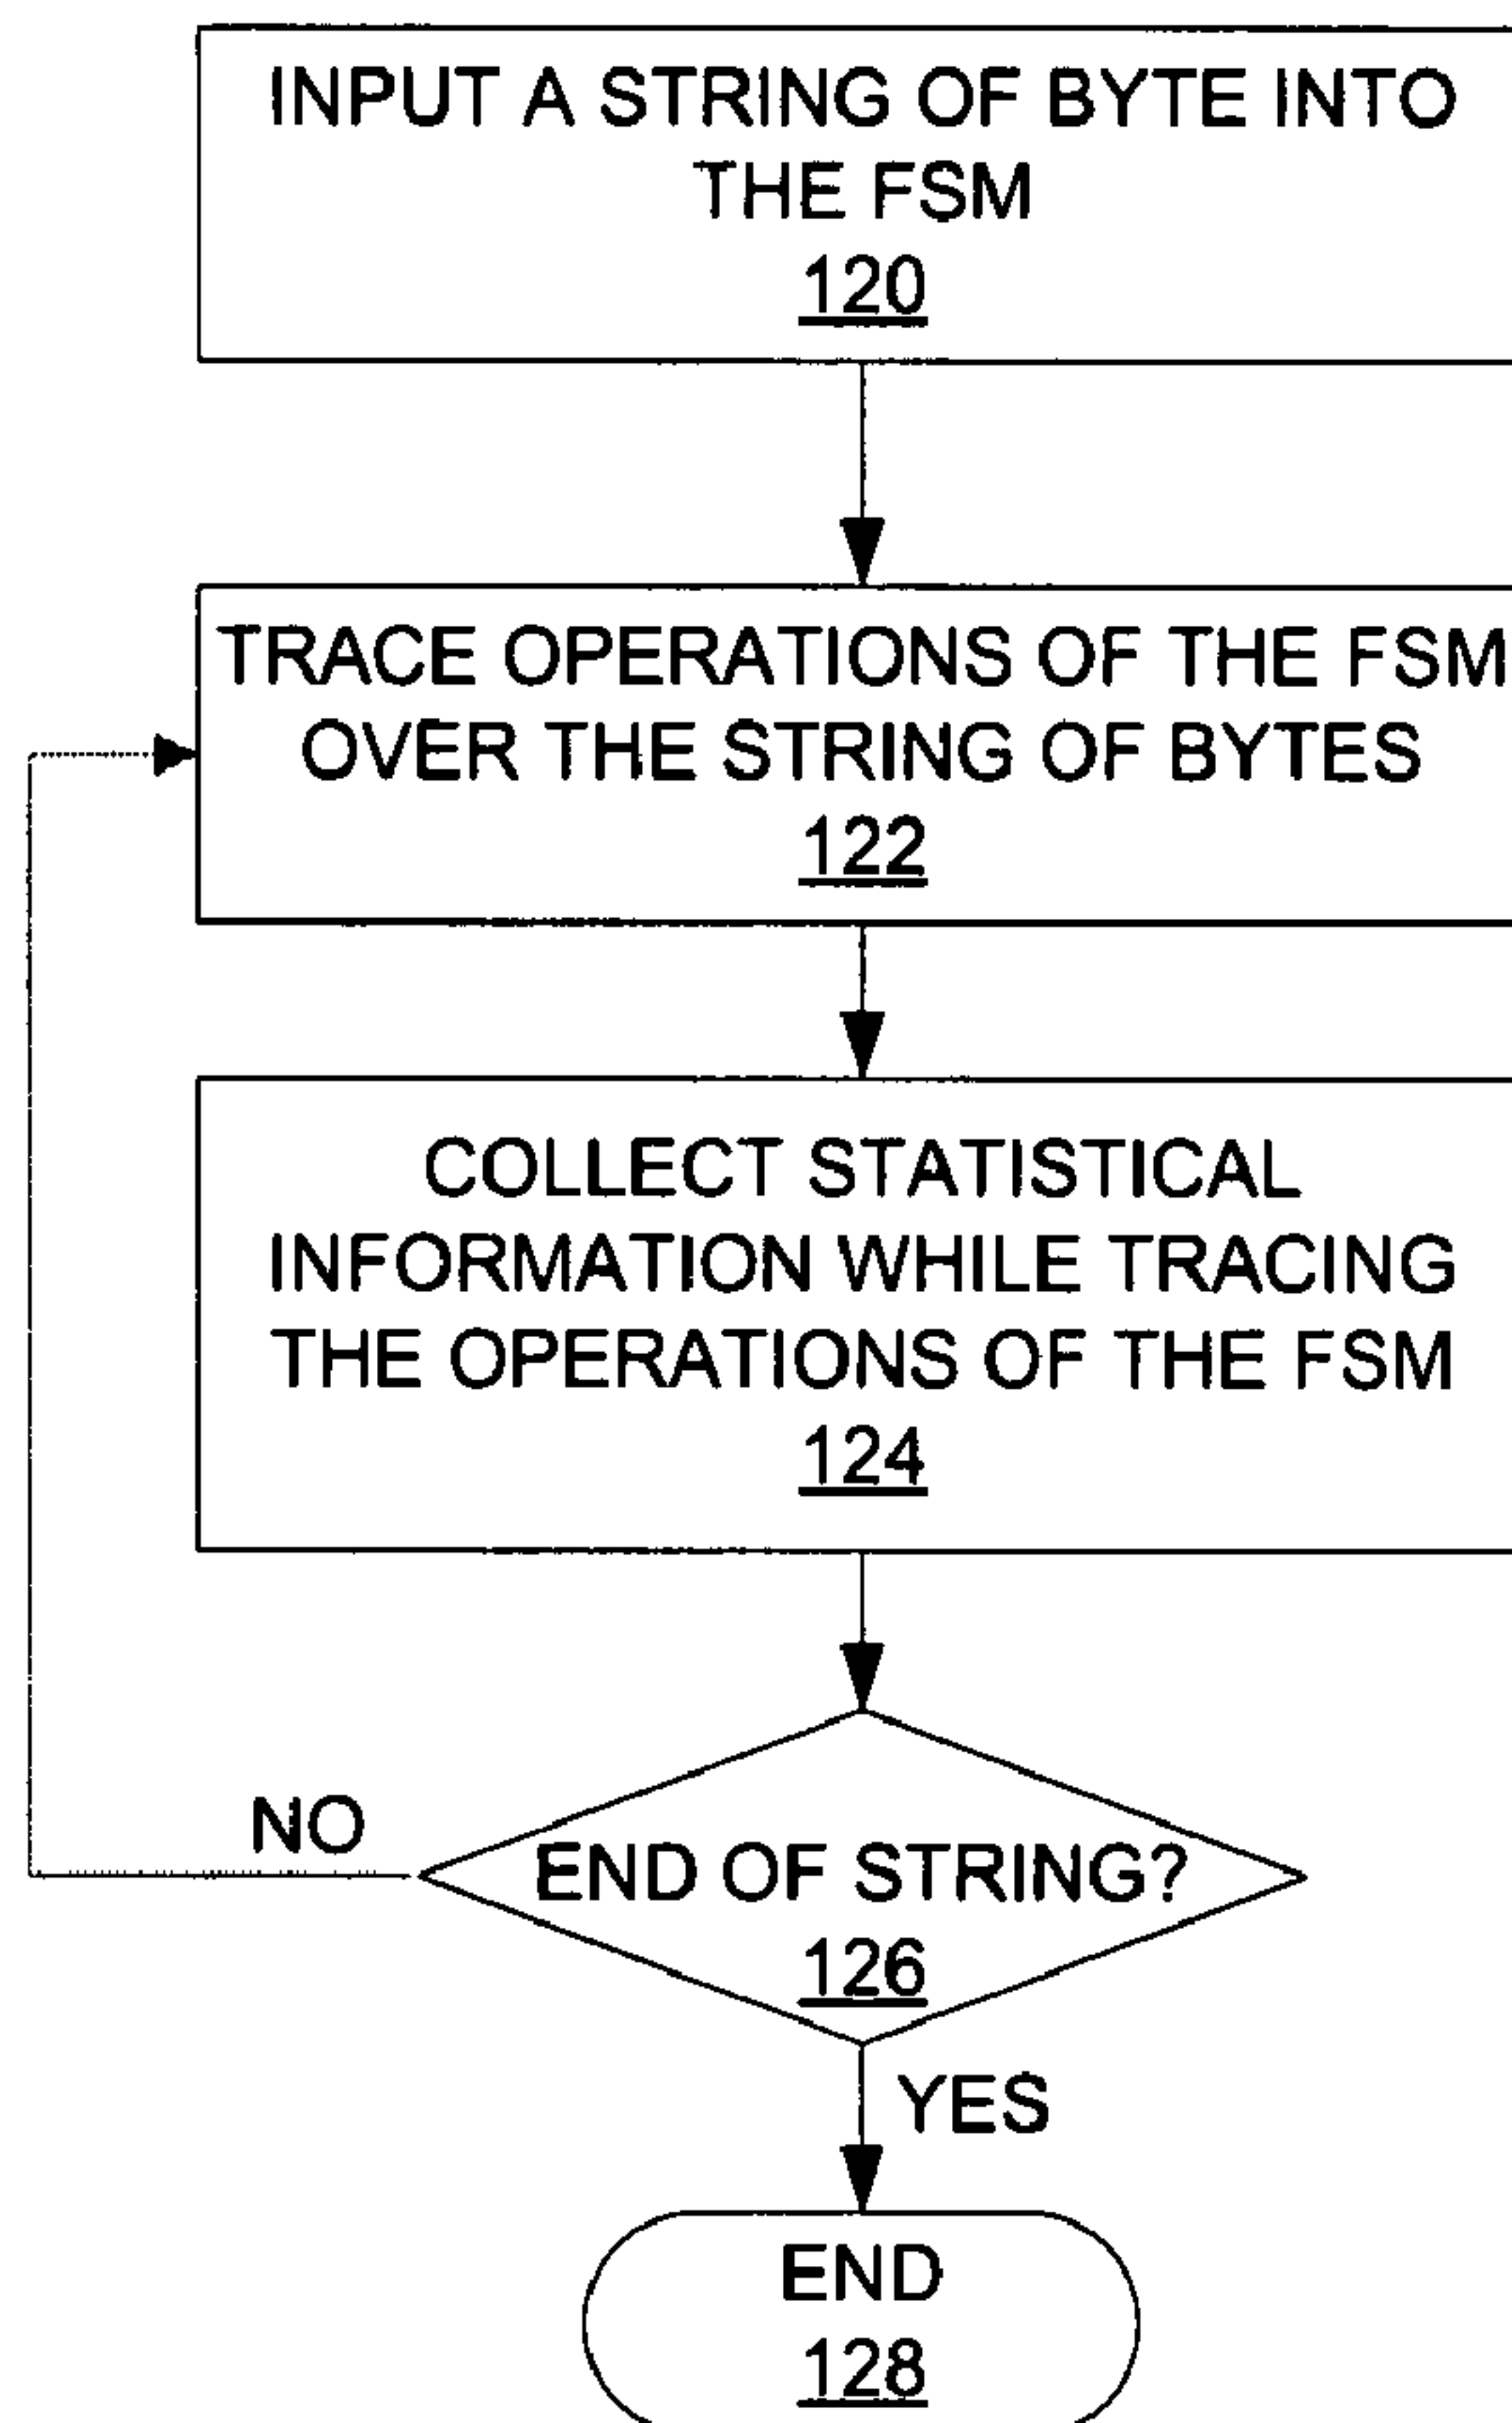 INPUT A STRING OF BYTE INTO
THE FSM
120
TRACE OPERATIONS OF THE FSM
OVER THE STRING OF BYTES
122
COLLECT STATISTICAL
INFORMATION WHILE TRACING
THE OPERATIONS OF THE FSM
124
NO
END OF STRING?
126
YES
END
128